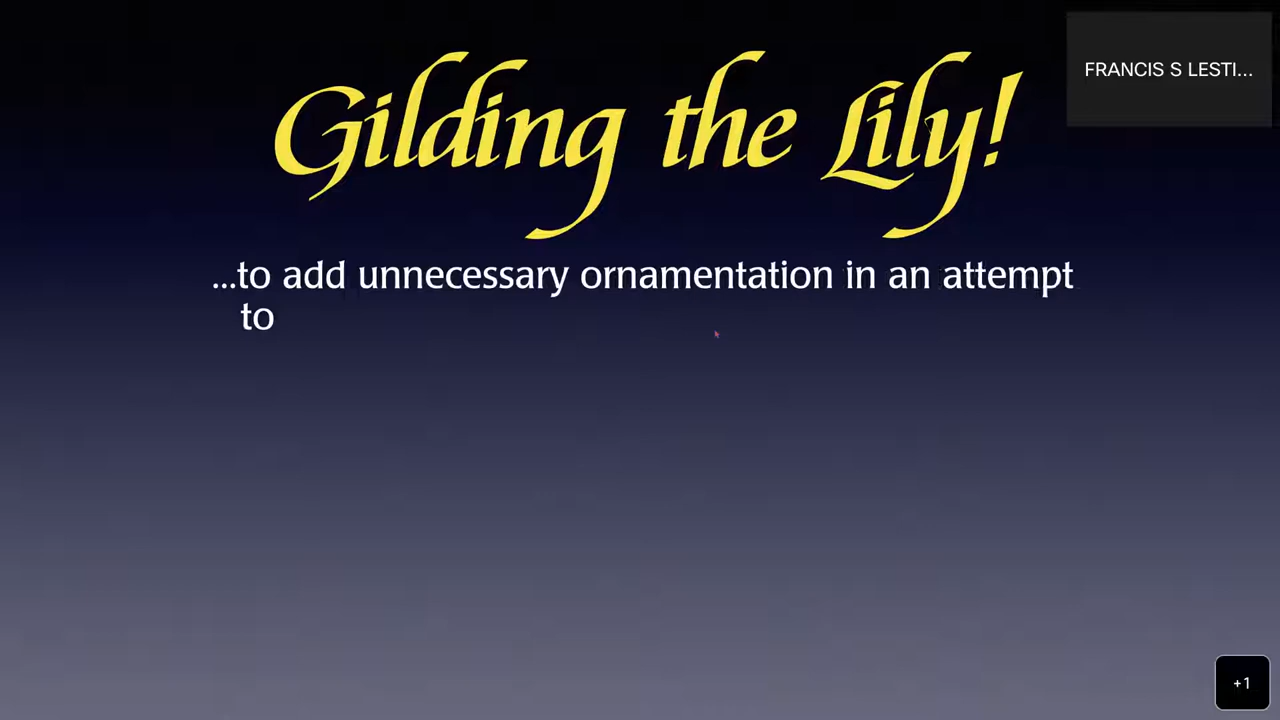 Gilding the Lily!
FRANCIS S LESTI...
...to add unnecessary ornamentation in an attempt
to
+1